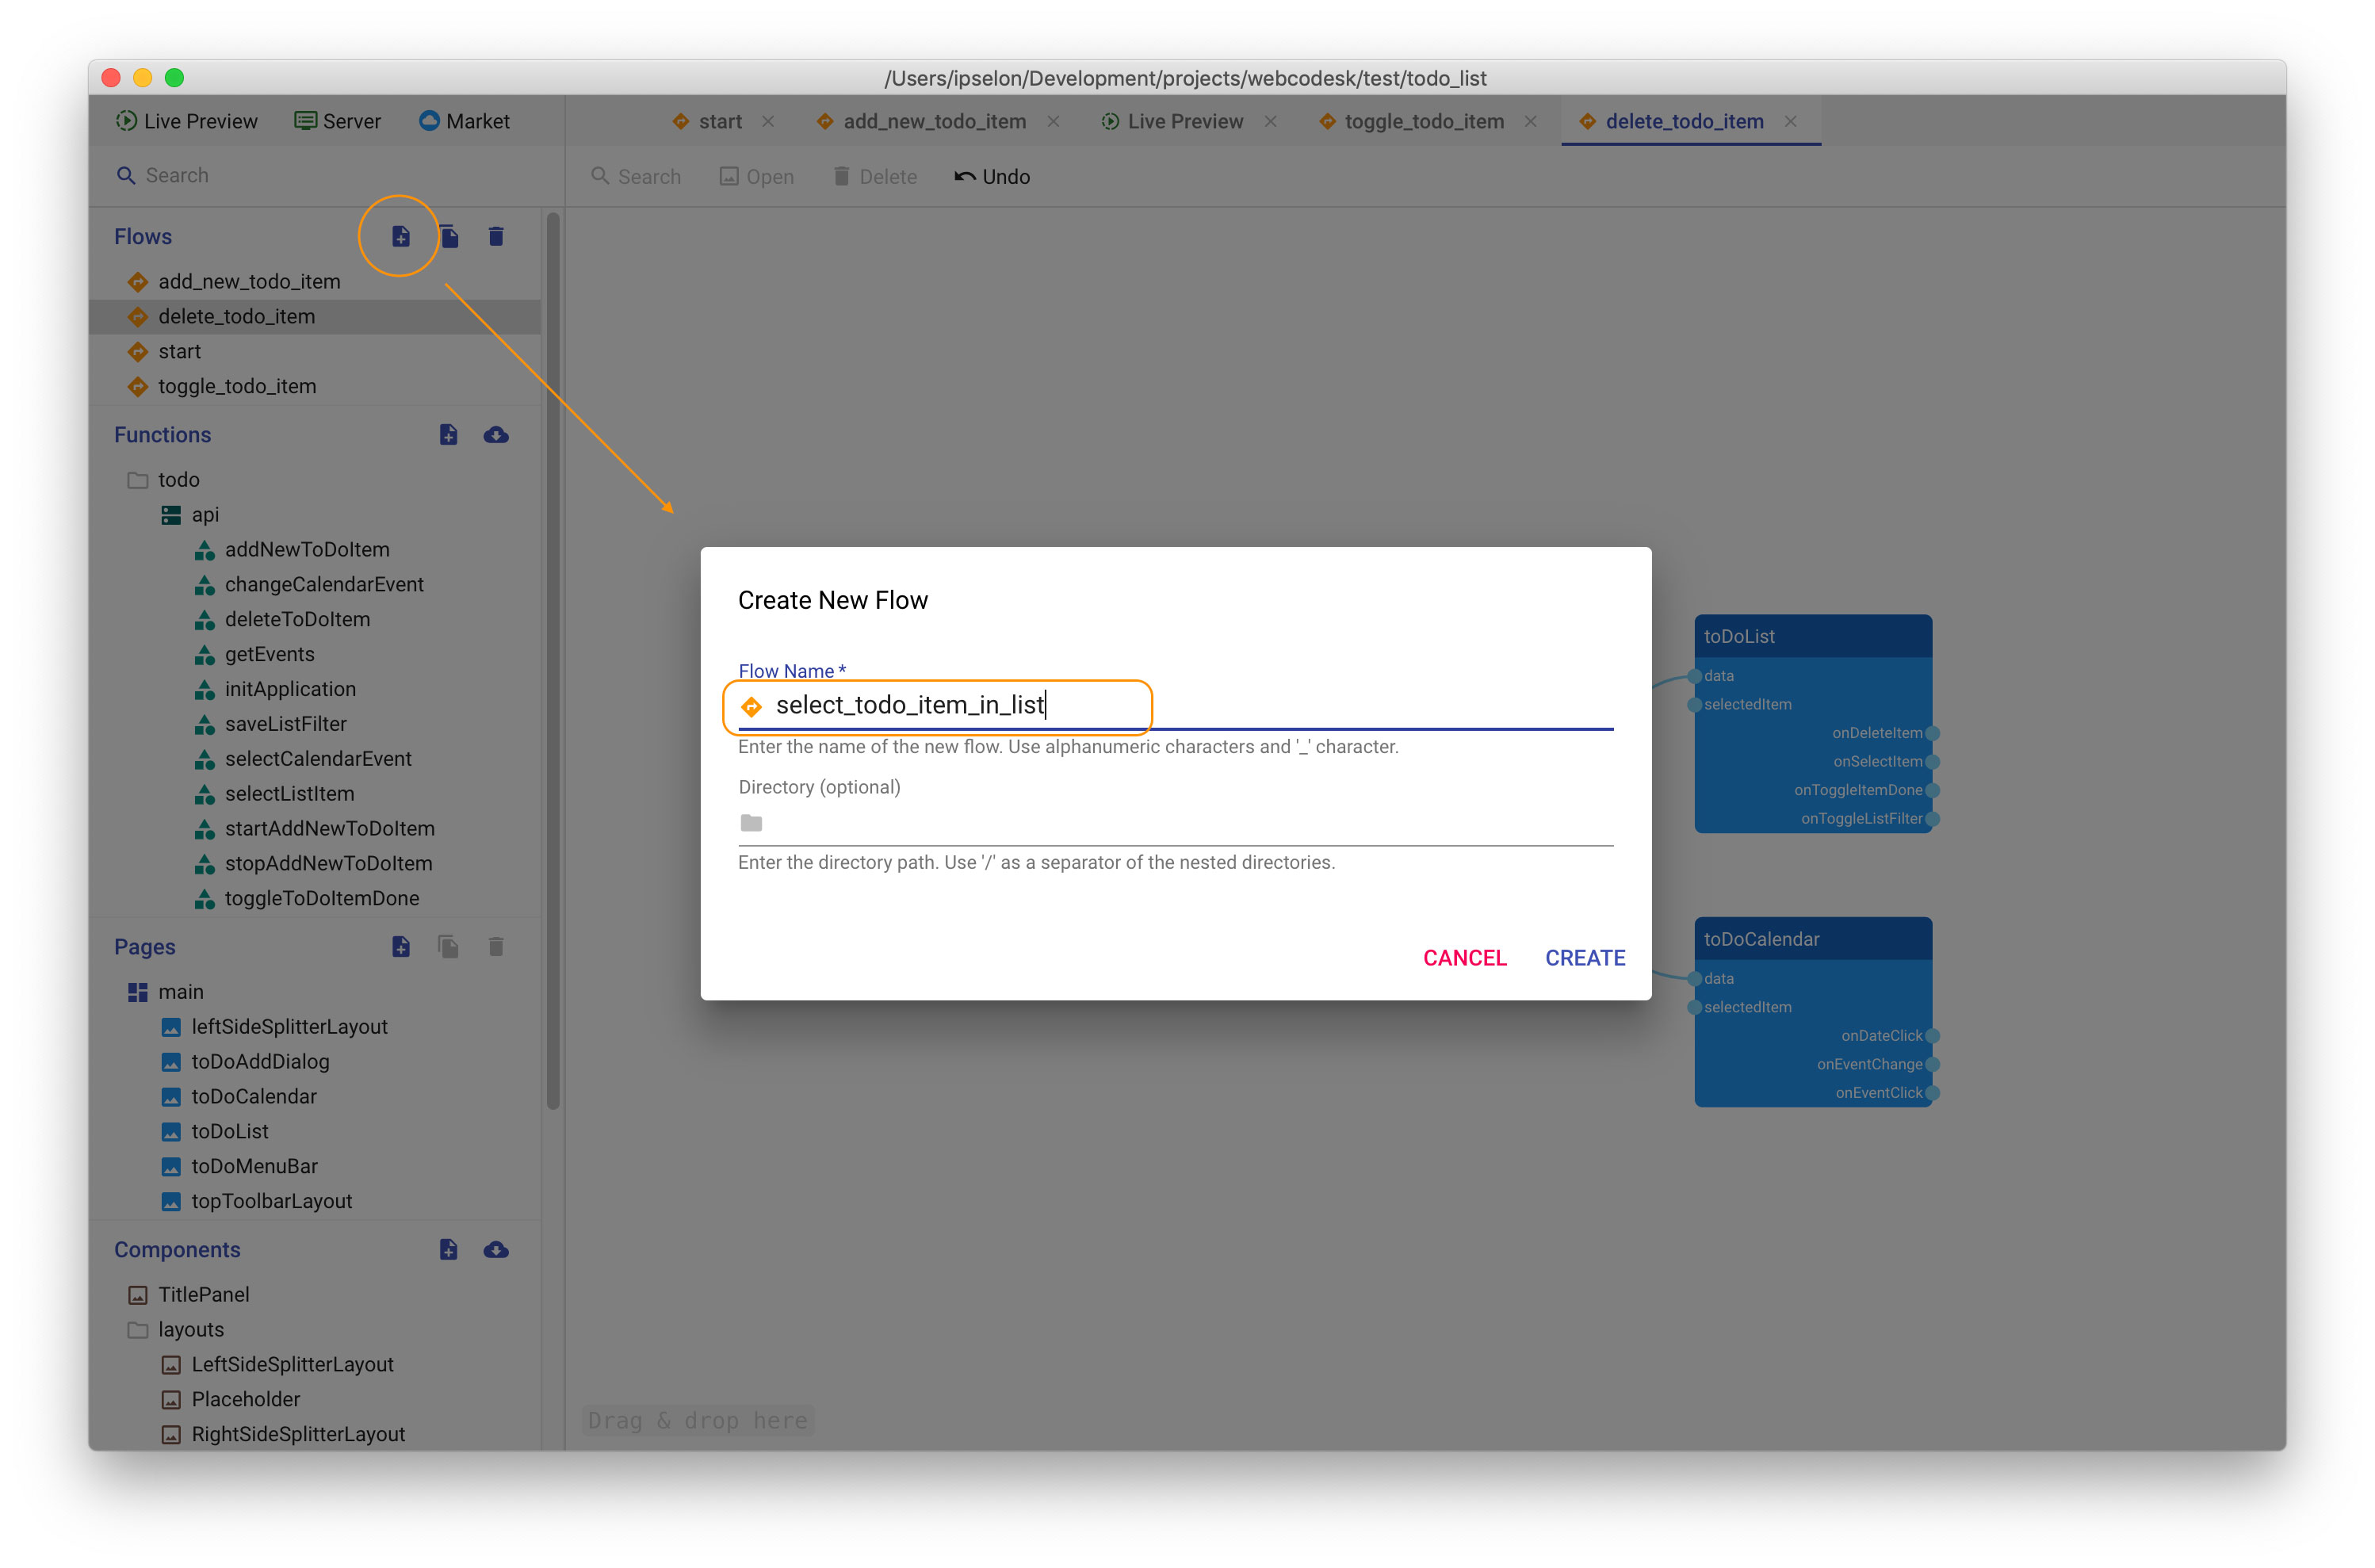 /Users/ipselon/Development/projects/webcodesk/test/todo_list
Live Preview Server Market
start add_new_todo_item Live Preview toggle_todo_item delete_todo_item
Search
Search Open Delete Undo
Flows
add_new_todo_item
delete_todo_item
start
toggle_todo_item
Functions
todo
api
addNewToDoItem
changeCalendarEvent
deleteToDoItem
getEvents
initApplication
saveListFilter
selectCalendarEvent
selectListItem
startAddNewToDoItem
stopAddNewToDoItem
toggleToDoItemDone
Pages
main
leftSideSplitterLayout
toDoAddDialog
toDoCalendar
toDoList
toDoMenuBar
topToolbarLayout
Components
TitlePanel
layouts
LeftSideSplitterLayout
Placeholder
RightSideSplitterLayout
Create New Flow
Flow Name *
select_todo_item_in_list
Enter the name of the new flow. Use alphanumeric characters and '_' character.
Directory (optional)
Enter the directory path. Use '/' as a separator of the nested directories.
CANCEL CREATE
toDoList
data
selectedItem
onDeleteItem
onSelectItem
onToggleItemDone
onToggleListFilter
toDoCalendar
data
selectedItem
onDateClick
onEventChange
onEventClick
Drag & drop here